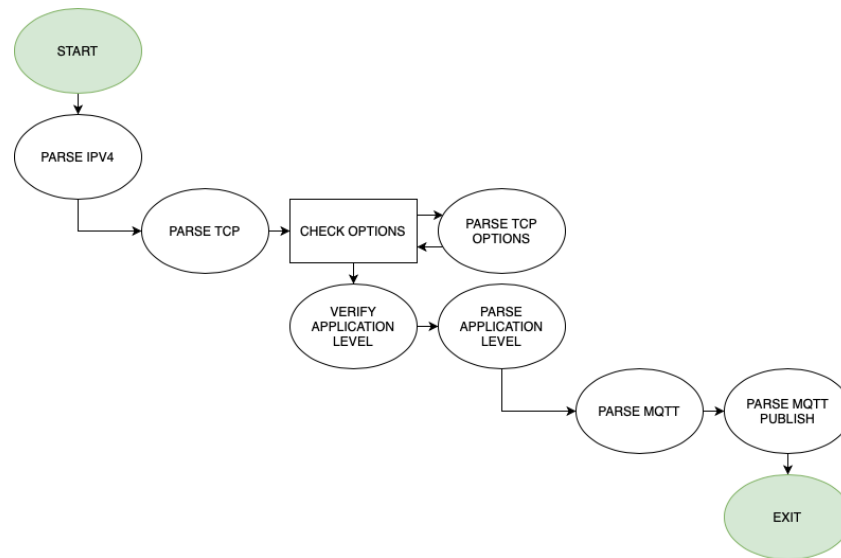 START
PARSE IPV4
PARSE TCP
CHECK OPTIONS
PARSE TCP
OPTIONS
VERIFY
APPLICATION
LEVEL
PARSE
APPLICATION
LEVEL
PARSE MQTT
PARSE MQTT
PUBLISH
EXIT